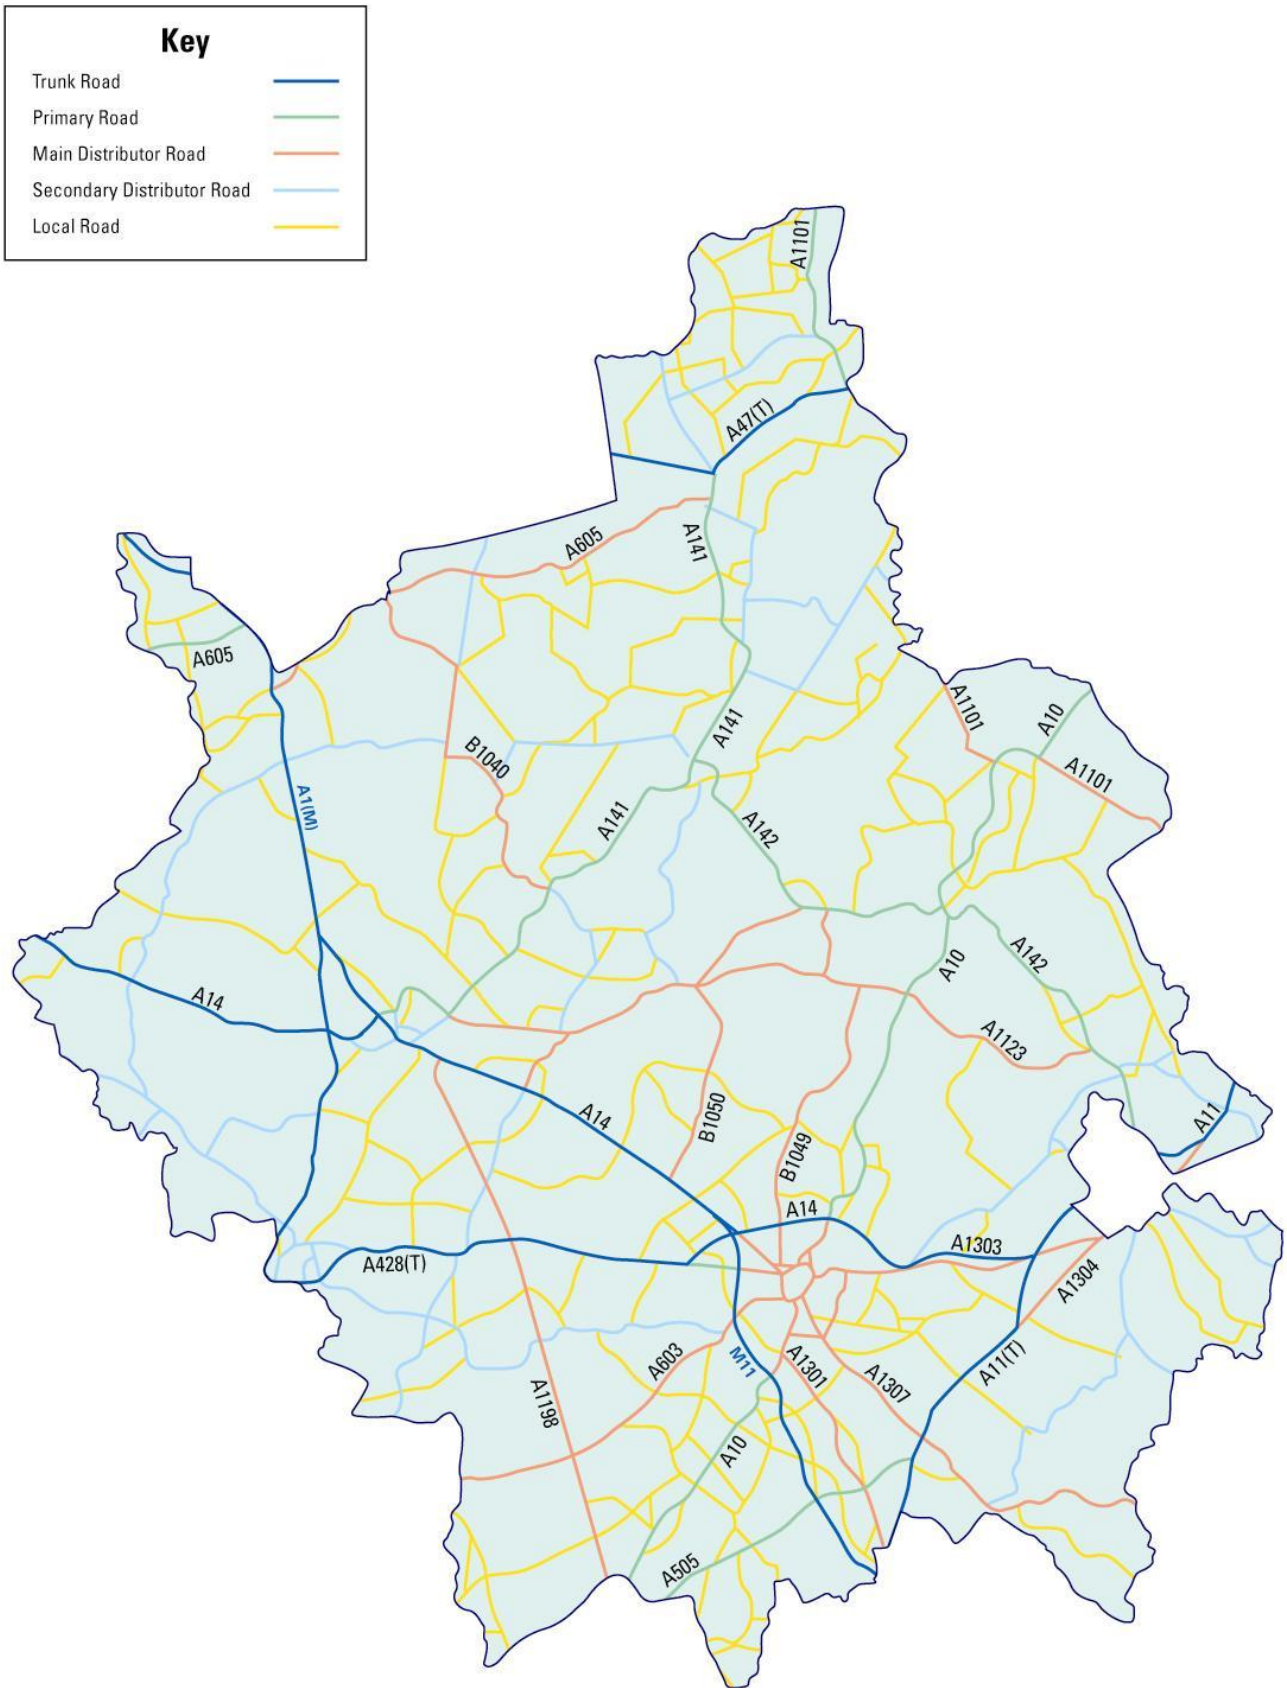 Key
Trunk Road
Primary Road
Main Distributor Road
Secondary Distributor Road
Local Road
A1101
A47(T)
A605
A141
A605
A1101
A10
A141
B1040
A1101
A1(M)
A141
A142
A142
A10
A14
A1123
A14
B1050
A11
B1049
A14
A1303
A428(T)
A1304
A603
M11
A1301
A11(T)
A1307
A1198
A10
A505